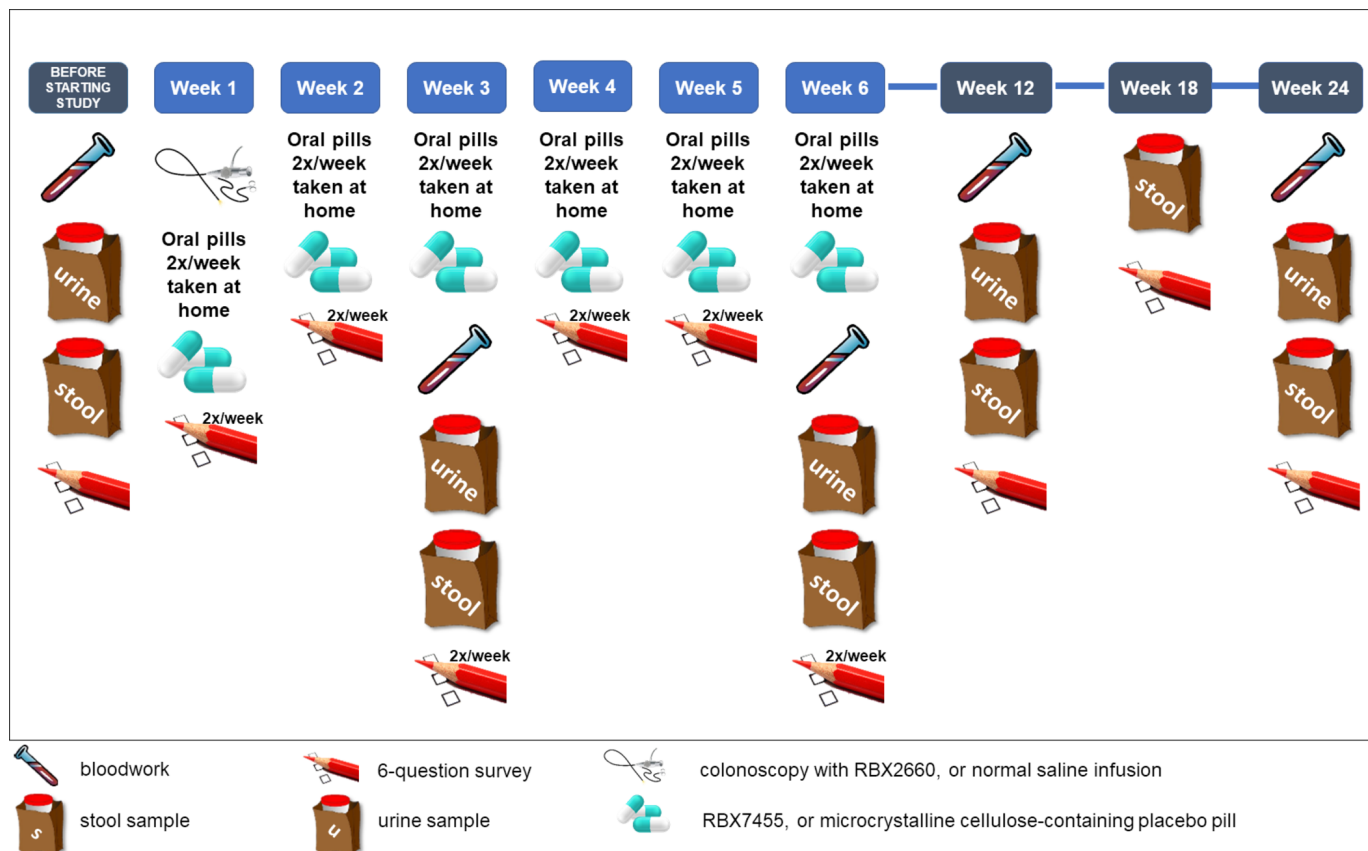 BEFORE
STARTING
STUDY
Week 1
Week 2
Week 3
Week 4
Week 5
Week 6
Week 12
Week 18
Week 24
urine
stool
Oral pills
2x/week
taken at
home
2x/week
Oral pills
2x/week
taken at
home
2x/week
Oral pills
2x/week
taken at
home
urine
stool
2x/week
Oral pills
2x/week
taken at
home
2x/week
Oral pills
2x/week
taken at
home
2x/week
Oral pills
2x/week
taken at
home
urine
stool
2x/week
urine
stool
stool
urine
stool
bloodwork
6-question survey
colonoscopy with RBX2660, or normal saline infusion
s
stool sample
u
urine sample
RBX7455, or microcrystalline cellulose-containing placebo pill